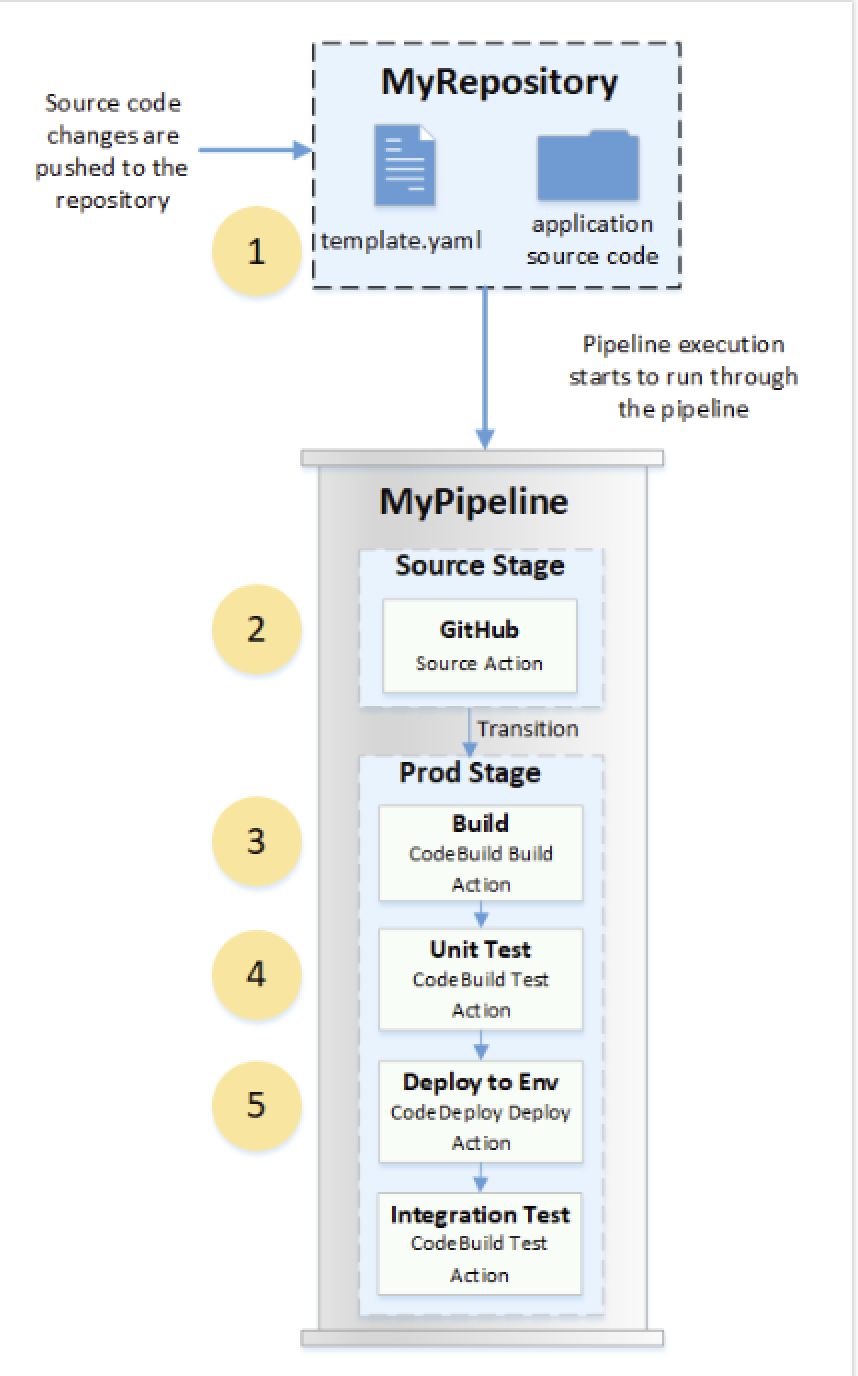 MyRepository
Source code
changes are
pushed to the
repository
template.yaml
application
source code
1
Pipeline execution
starts to run through
the pipeline
MyPipeline
Source Stage
2
GitHub
Source Action
Transition
Prod Stage
3
Build
CodeBuild Build
Action
4
Unit Test
CodeBuild Test
Action
5
Deploy to Env
CodeDeploy Deploy
Action
Integration Test
CodeBuild Test
Action